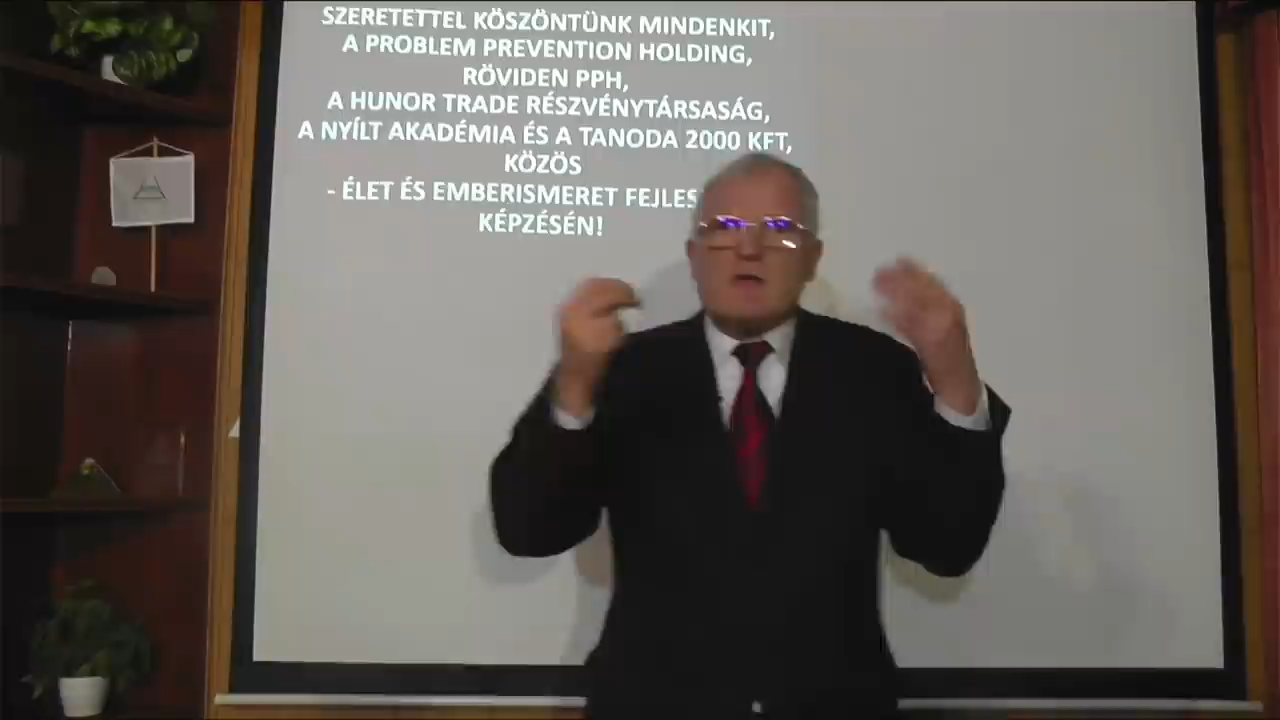 SZERETETTEL KÖSZÖNTÜNK MINDENKIT,
A PROBLEM PREVENTION HOLDING,
RÖVIDEN PPH,
A HUNOR TRADE RÉSZVÉNYTÁRSASÁG,
A NYÍLT AKADÉMIA ÉS A TANODA 2000 KFT,
KÖZÖS
- ÉLET ÉS EMBERISMERET
KÉPZÉSÉN!